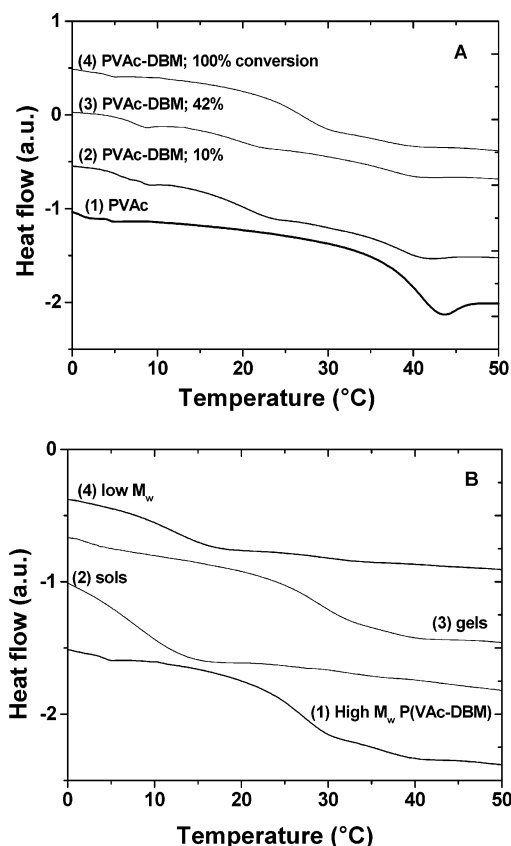 1
A
(4) PVAc-DBM; 100% conversion
0
(3) PVAc-DBM; 42%
(2) PVAc-DBM; 10%
-1
(1) PVAc
-2
Heat flow (a.u.)
0 10 20 30 40 50
Temperature (°C)
0
B
(4) low Mw
-1
(2) sols
(3) gels
(1) High Mw P(VAc-DBM)
-2
Heat flow (a.u.)
0 10 20 30 40 50
Temperature (°C)